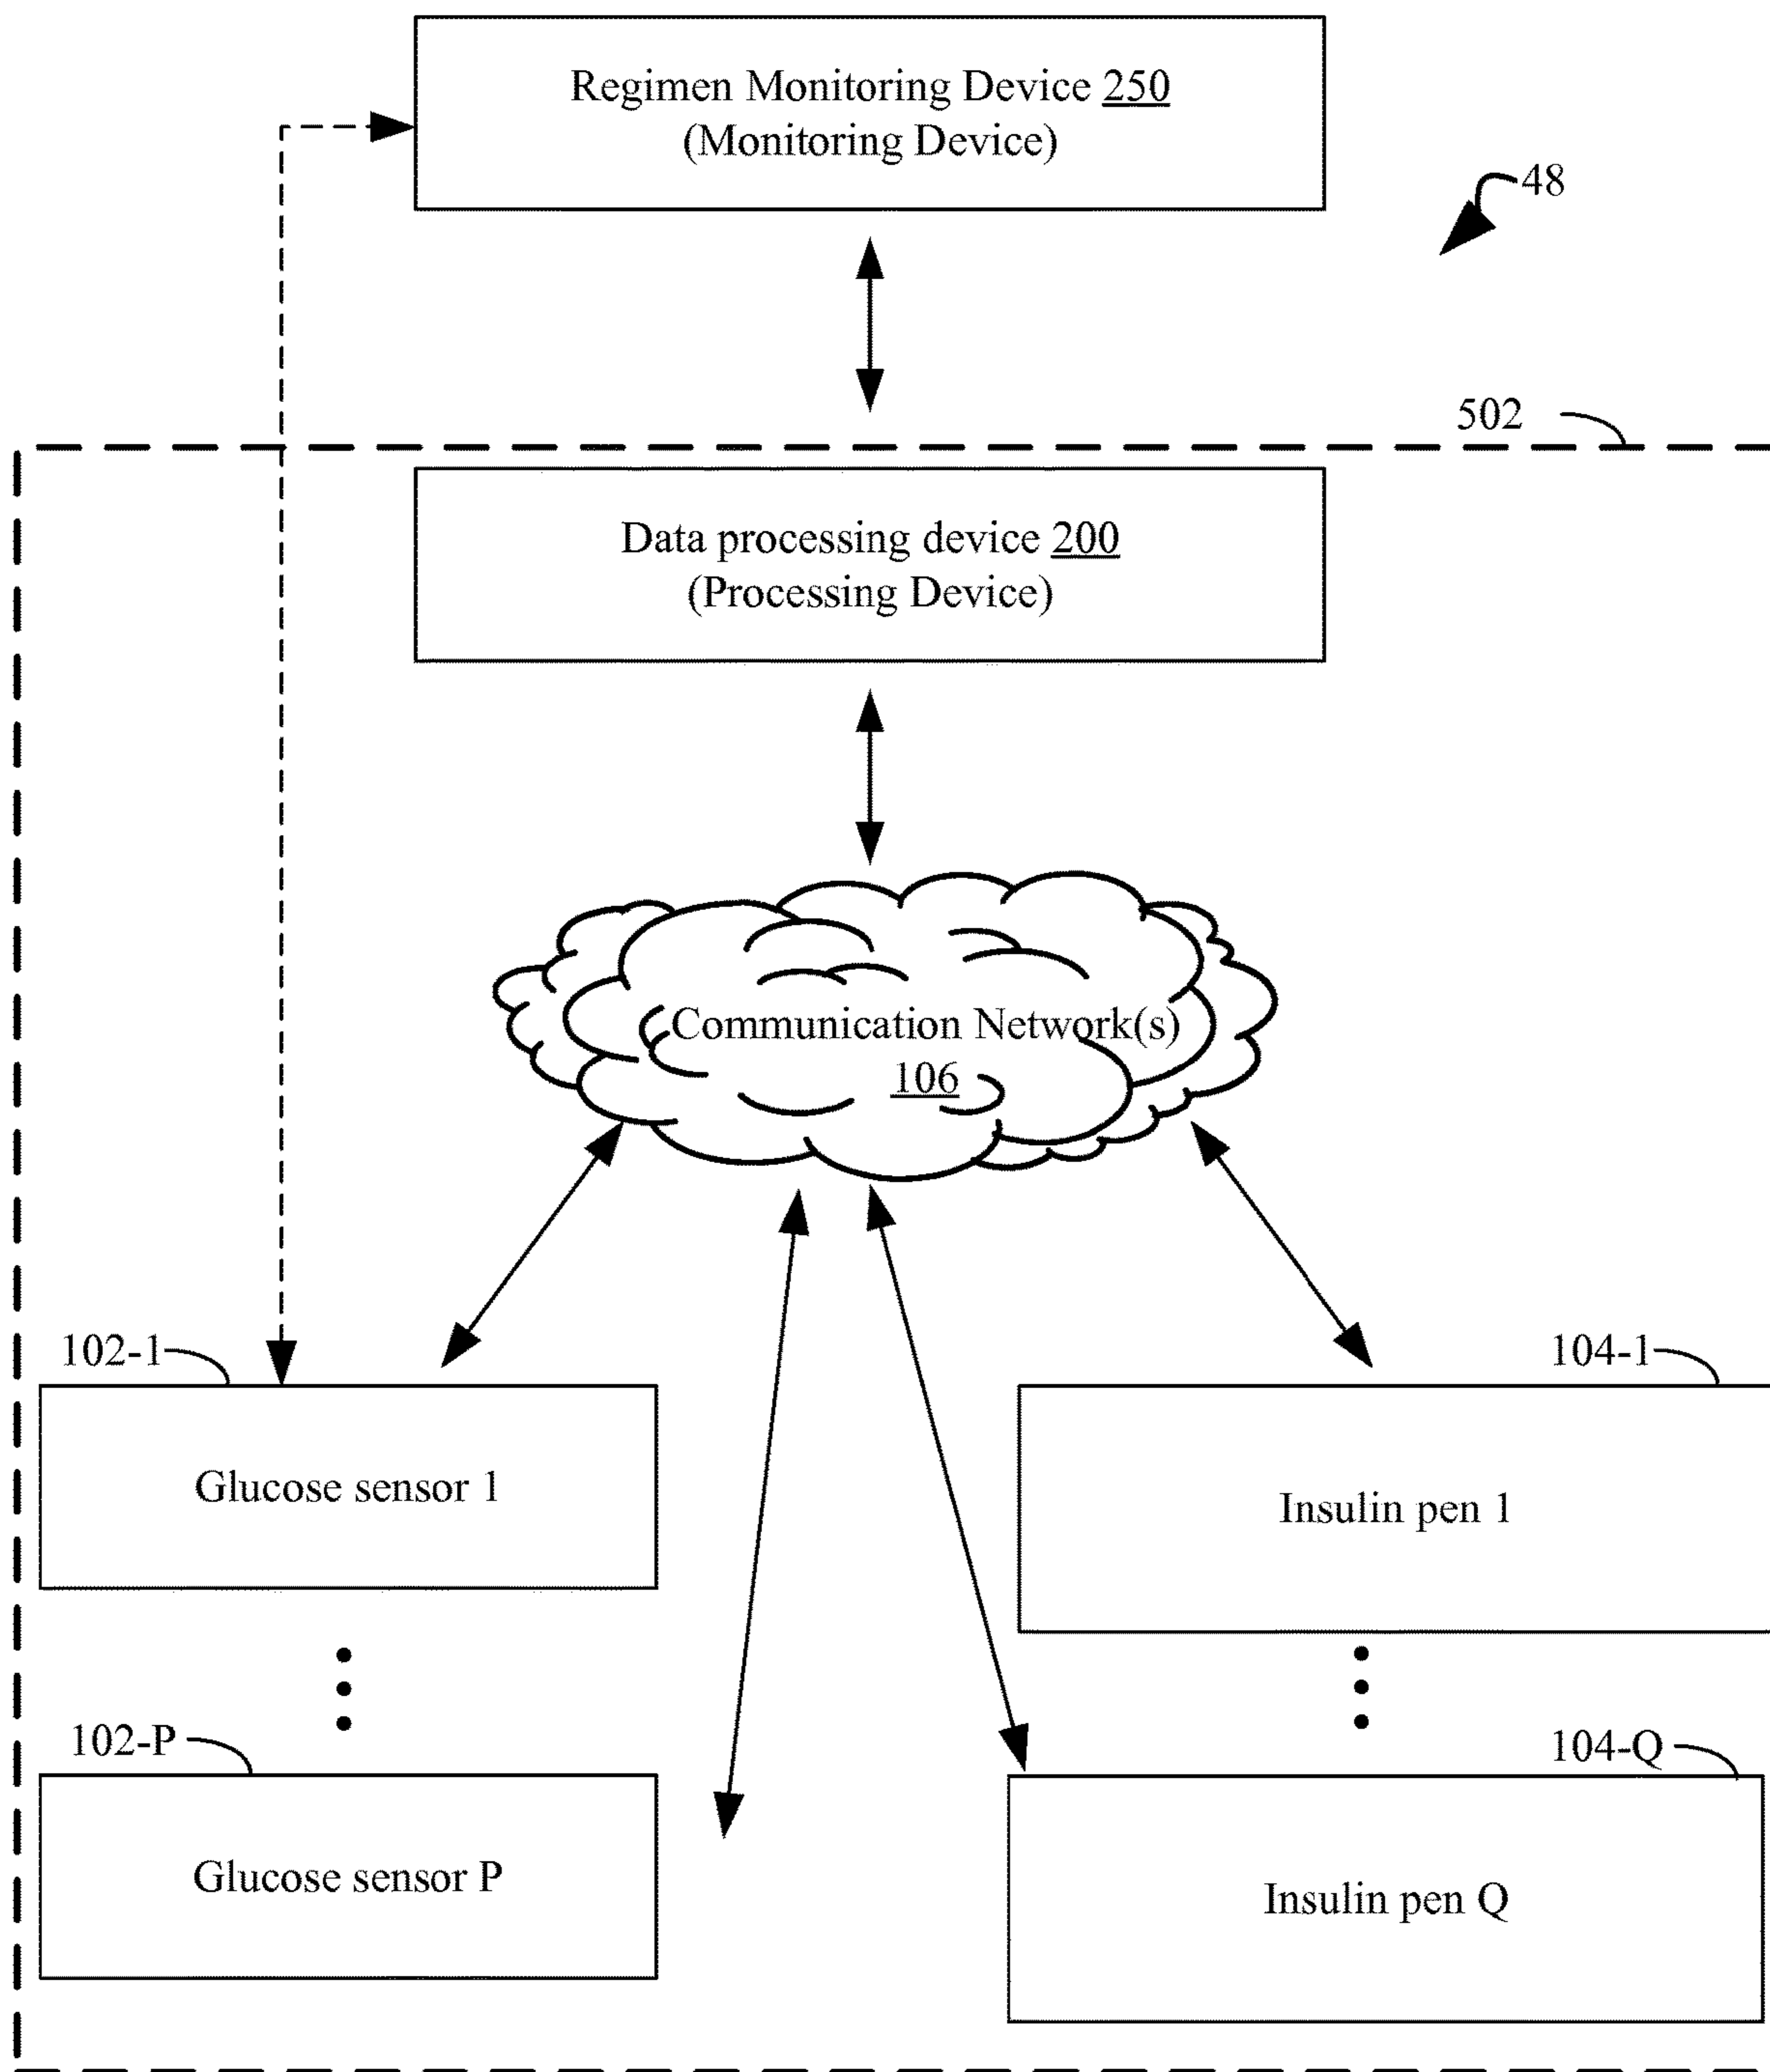 Regimen Monitoring Device 250
(Monitoring Device)
48
502
Data processing device 200
(Processing Device)
Communication Network(s)
106
102-1
104-1
Glucose sensor 1
Insulin pen 1
102-P
104-Q
Glucose sensor P
Insulin pen Q